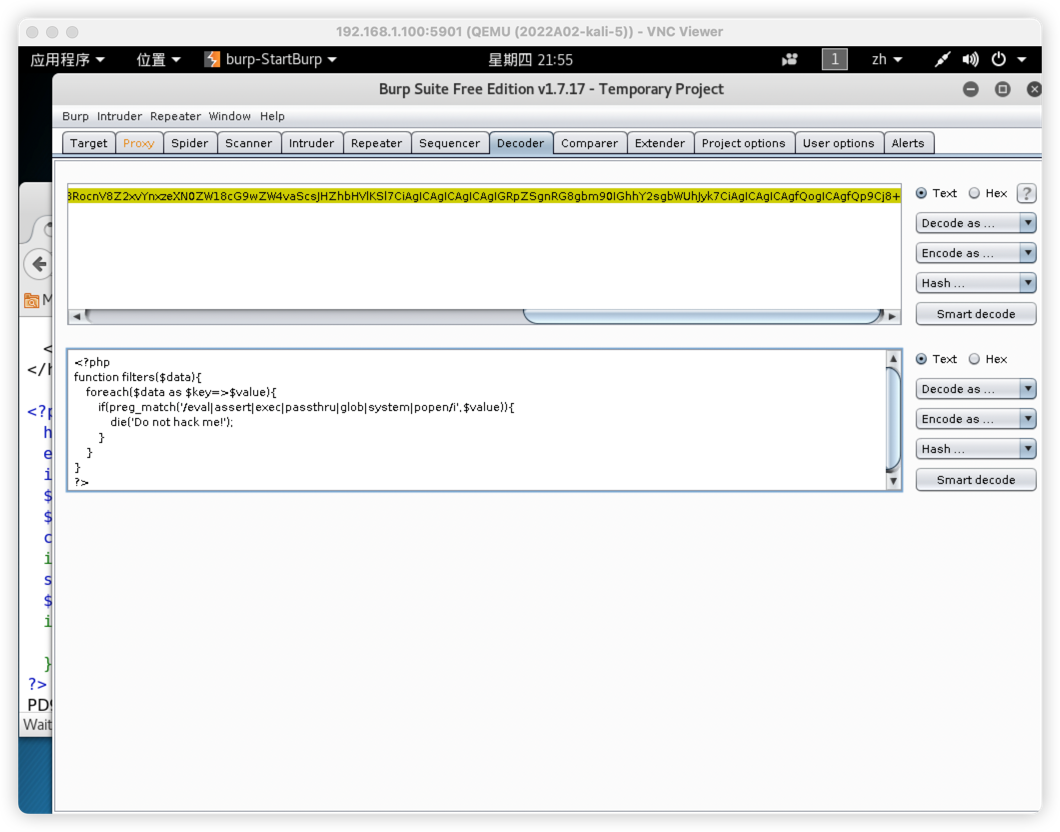 192.168.1.100:5901 (QEMU (2022A02-kali-5)) - VNC Viewer
应用程序 位置 burp-StartBurp 星期四 21:55 1 zh
Burp Suite Free Edition v1.7.17 - Temporary Project
Burp Intruder Repeater Window Help
Target Proxy Spider Scanner Intruder Repeater Sequencer Decoder Comparer Extender Project options User options Alerts
Text Hex ?
Decode as ...
Encode as ...
Hash ...
Smart decode
<?php
function filters($data){
foreach($data as $key=>$value){
if(preg_match('/eval|assert|exec|passthru|glob|system|popen/i',$value)){
die('Do not hack me!');
}
}
}
?>
Text Hex
Decode as ...
Encode as ...
Hash ...
Smart decode
M
<
</h
<?p
h
e
i
$
$
c
i
s
$
i
}
?>
PD9
Wait